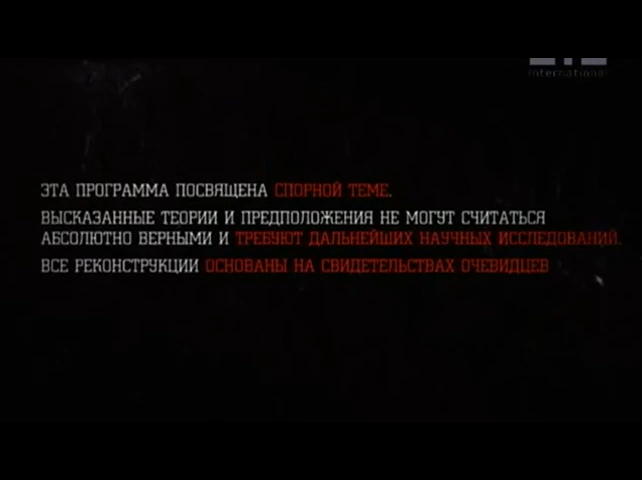 international
ЭТА ПРОГРАММА ПОСВЯЩЕНА СПОРНОЙ ТЕМЕ.
ВЫСКАЗАННЫЕ ТЕОРИИ И ПРЕДПОЛОЖЕНИЯ НЕ МОГУТ СЧИТАТЬСЯ
АБСОЛЮТНО ВЕРНЫМИ И ТРЕБУЮТ ДАЛЬНЕЙШИХ НАУЧНЫХ ИССЛЕДОВАНИЙ.
ВСЕ РЕКОНСТРУКЦИИ ОСНОВАНЫ НА СВИДЕТЕЛЬСТВАХ ОЧЕВИДЦЕВ